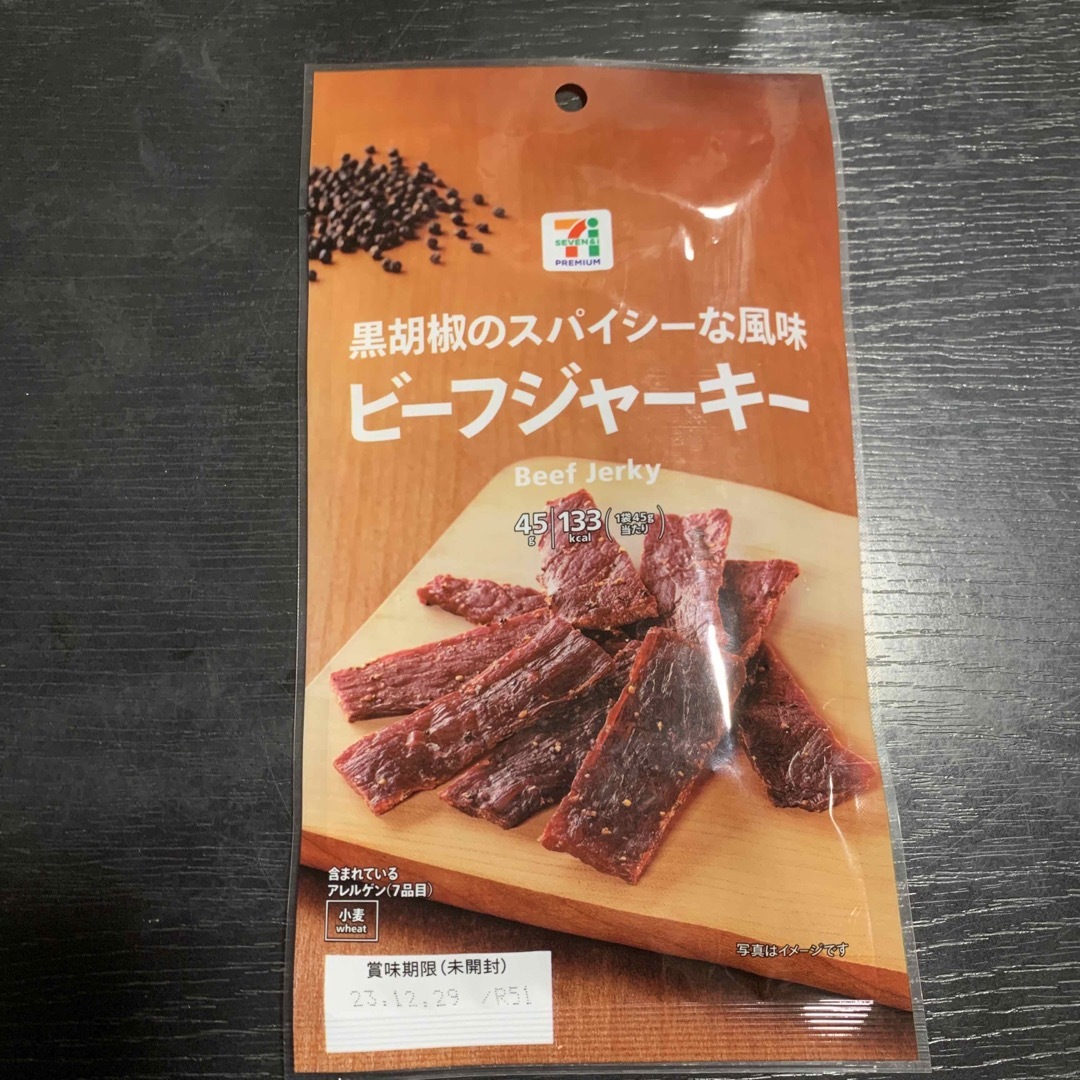 SEVEN&i
PREMIUM
黒胡椒のスパイシーな風味
ビーフジャーキー
Beef Jerky
45g 133kcal (1袋45g当たり)
含まれている
アレルゲン(7品目)
小麦
wheat
写真はイメージです
賞味期限(未開封)
23.12.29 /R51